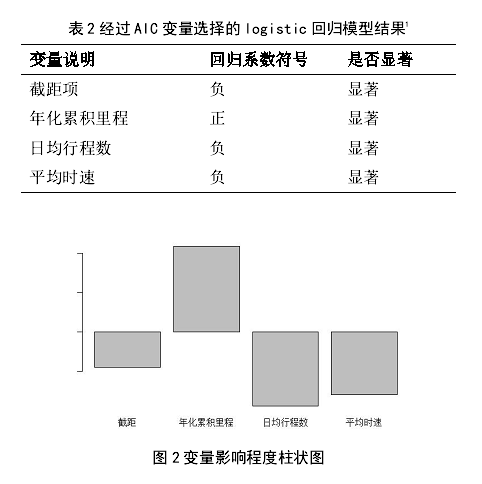 表2经过AIC变量选择的logistic回归模型结果¹
变量说明 回归系数符号 是否显著
截距项 负 显著
年化累积里程 正 显著
日均行程数 负 显著
平均时速 负 显著
截距 年化累积里程 日均行程数 平均时速
图2变量影响程度柱状图